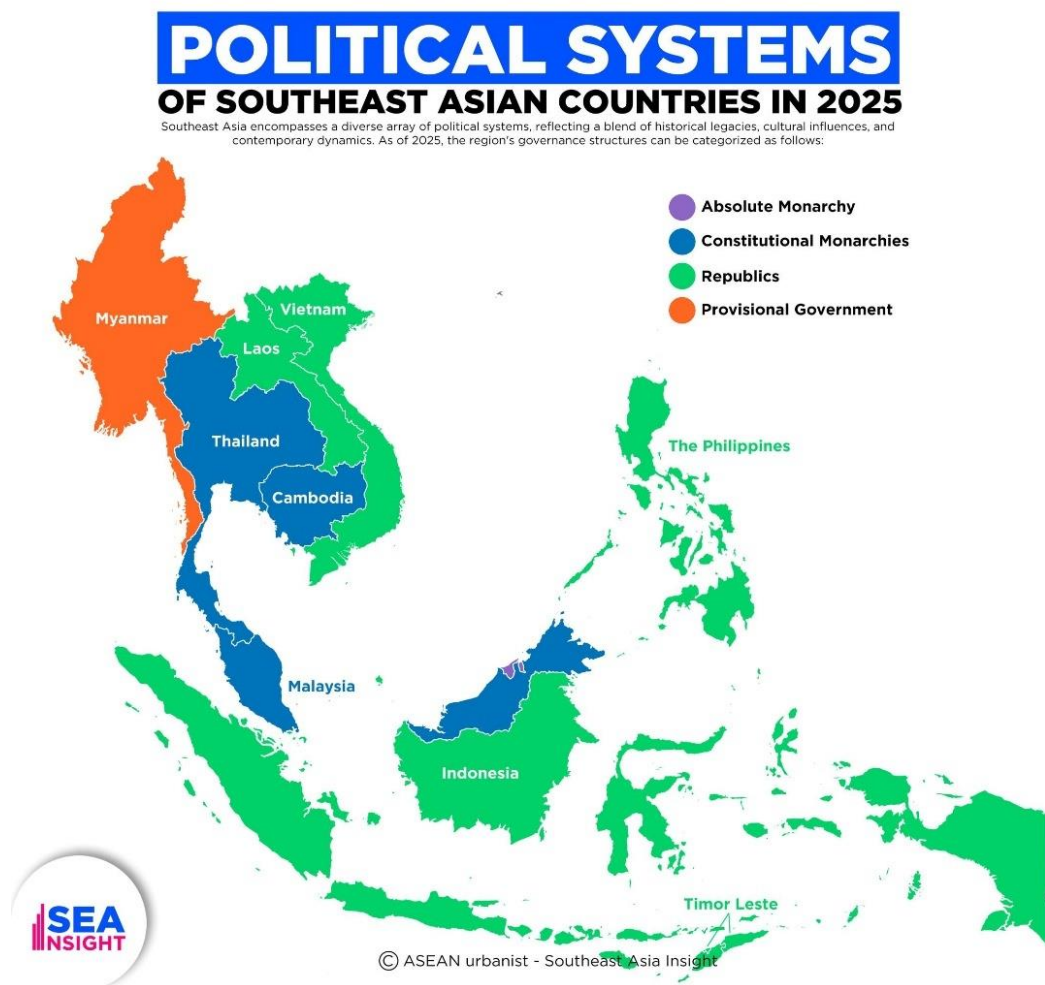 POLITICAL SYSTEMS
OF SOUTHEAST ASIAN COUNTRIES IN 2025
Southeast Asia encompasses a diverse array of political systems, reflecting a blend of historical legacies, cultural influences, and
contemporary dynamics. As of 2025, the region's governance structures can be categorized as follows:
Absolute Monarchy
Constitutional Monarchies
Republics
Provisional Government
Myanmar
Vietnam
Laos
Thailand
Cambodia
The Philippines
Malaysia
Indonesia
Timor Leste
SEA
INSIGHT
© ASEAN urbanist - Southeast Asia Insight